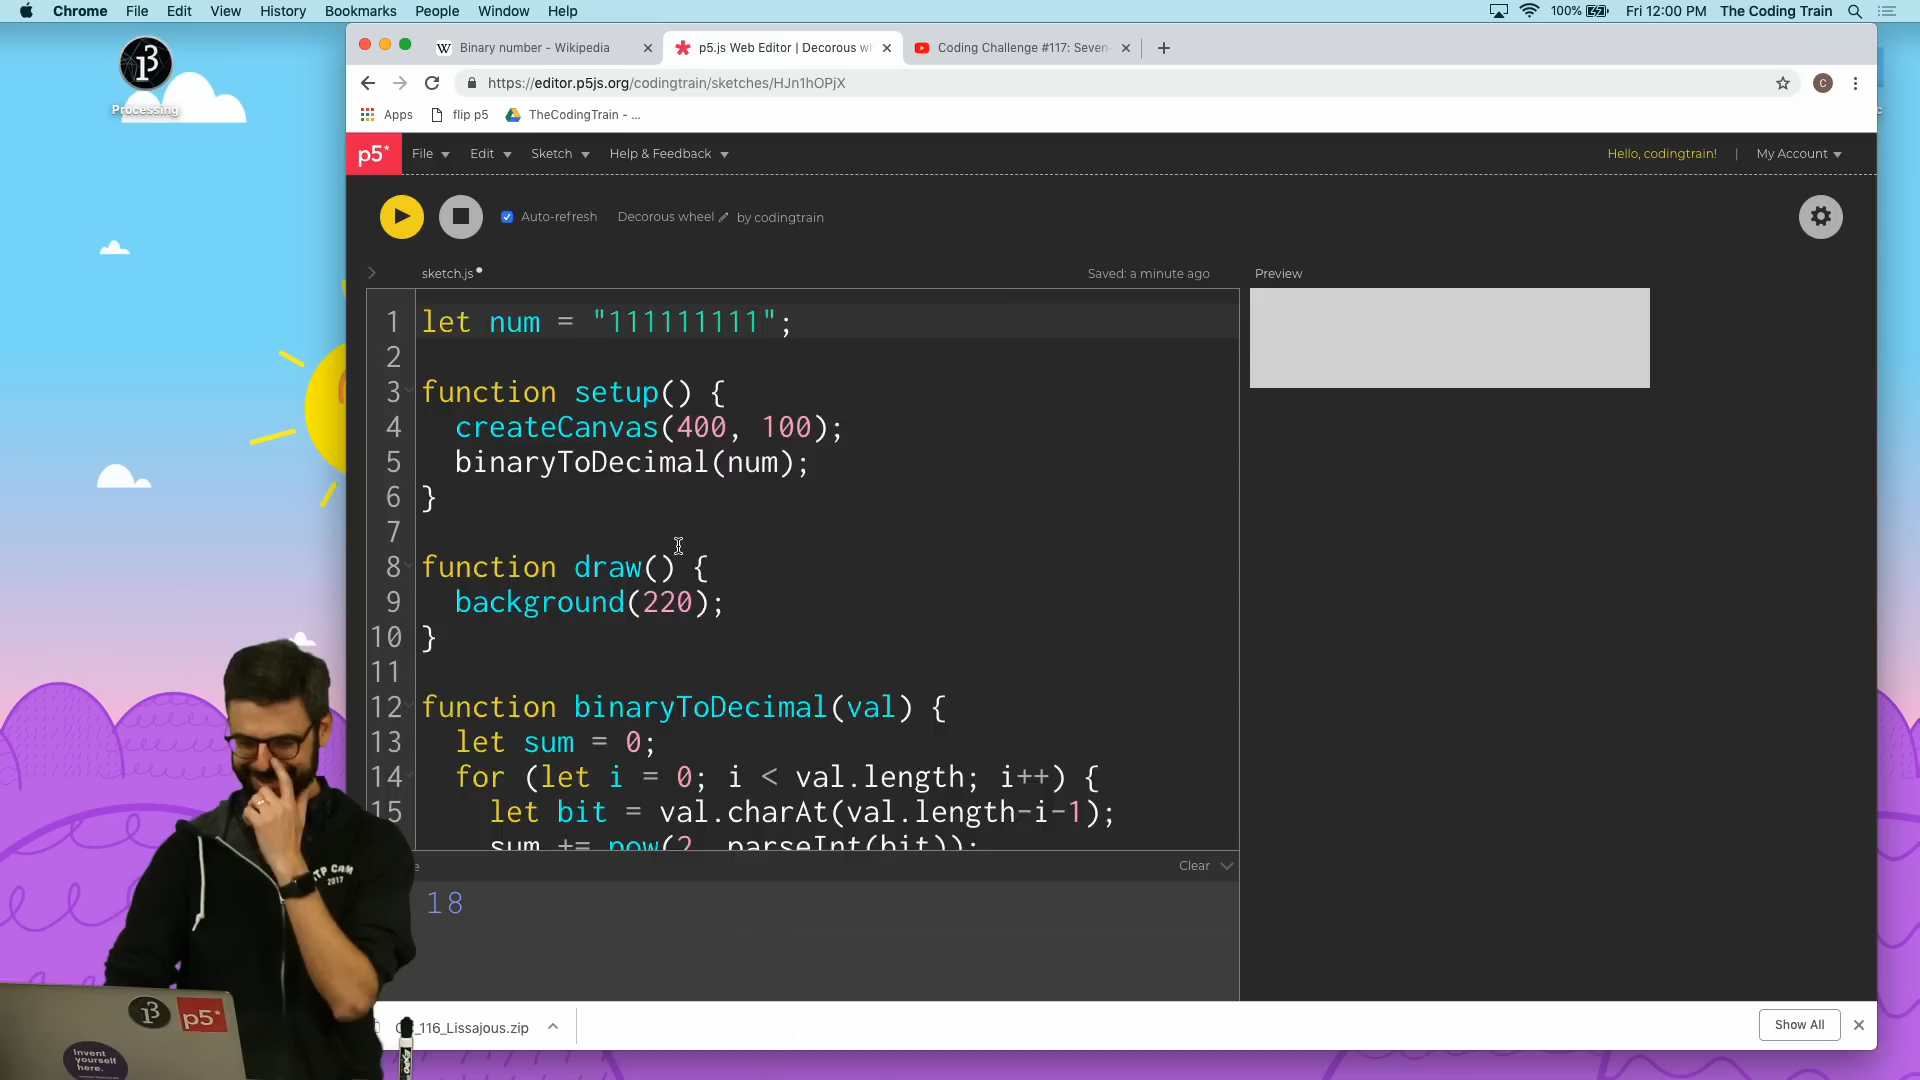 Chrome File Edit View History Bookmarks People Window Help
100% Fri 12:00 PM The Coding Train
Processing
W Binary number - Wikipedia
p5.js Web Editor | Decorous wh
Coding Challenge #117: Seven-
https://editor.p5js.org/codingtrain/sketches/HJn1hOPjX
C
Apps flip p5 TheCodingTrain - ...
p5* File Edit Sketch Help & Feedback
Hello, codingtrain! | My Account
Auto-refresh Decorous wheel by codingtrain
sketch.js
Saved: a minute ago
Preview
1 let num = "111111111";
2
3 function setup() {
4 createCanvas(400, 100);
5 binaryToDecimal(num);
6 }
7
8 function draw() {
9 background(220);
10 }
11
12 function binaryToDecimal(val) {
13 let sum = 0;
14 for (let i = 0; i < val.length; i++) {
15 let bit = val.charAt(val.length-i-1);
sum += pow(2, parseInt(bit));
Clear
18
_116_Lissajous.zip
Show All
ITP CAMP
2017
p5*
Invent
yourself
here.